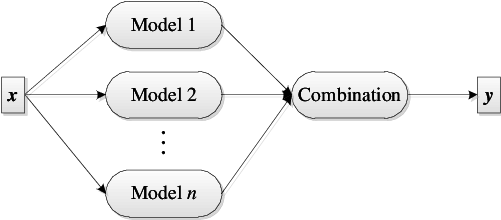 Model 1
x
Model 2
Combination
y
Model n